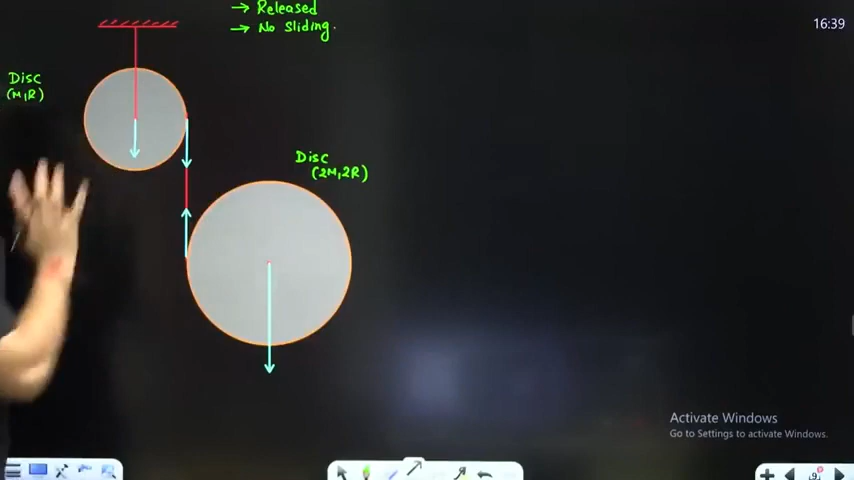 → Released
→ No Sliding.
16:39
Disc
(M,R)
Disc
(2M,2R)
Activate Windows
Go to Settings to activate Windows.